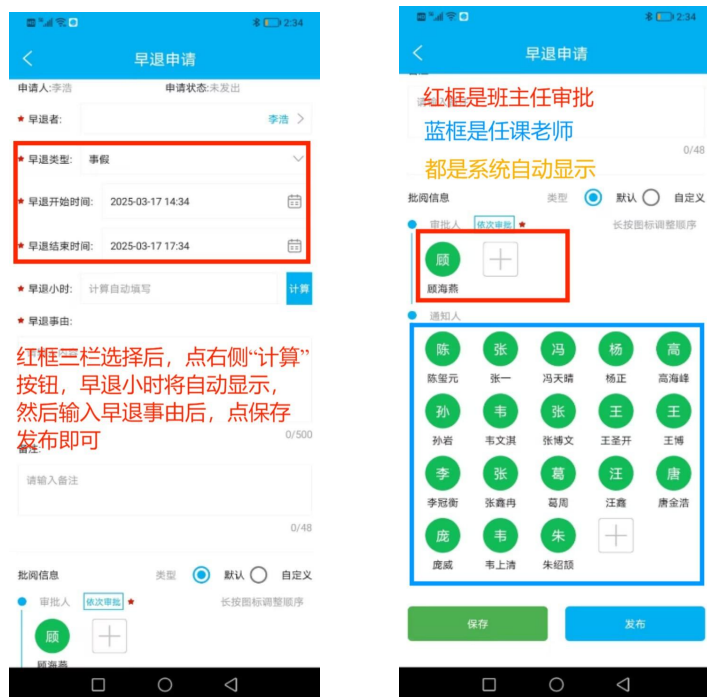 2:34
早退申请
申请人:李浩 申请状态:未发出
* 早退者: 李浩
* 早退类型: 事假
* 早退开始时间: 2025-03-17 14:34
* 早退结束时间: 2025-03-17 17:34
* 早退小时: 计算自动填写 计算
* 早退事由:
红框三栏选择后，点右侧“计算”
按钮，早退小时将自动显示，
然后输入早退事由后，点保存
发布即可
0/500
备注:
请输入备注
0/48
批阅信息 类型 默认 自定义
审批人 依次审批 * 长按图标调整顺序
顾
顾海燕
2:34
早退申请
红框是班主任审批
蓝框是任课老师
都是系统自动显示
0/48
批阅信息 类型 默认 自定义
审批人 依次审批 * 长按图标调整顺序
顾
顾海燕
通知人
陈 张 冯 杨 高
陈玺元 张一 冯天晴 杨正 高海峰
孙 韦 张 王 王
孙岩 韦文淇 张博文 王圣开 王博
李 张 葛 汪 唐
李冠衡 张鑫冉 葛周 汪鑫 唐金浩
庞 韦 朱
庞威 韦上清 朱绍颉
保存 发布